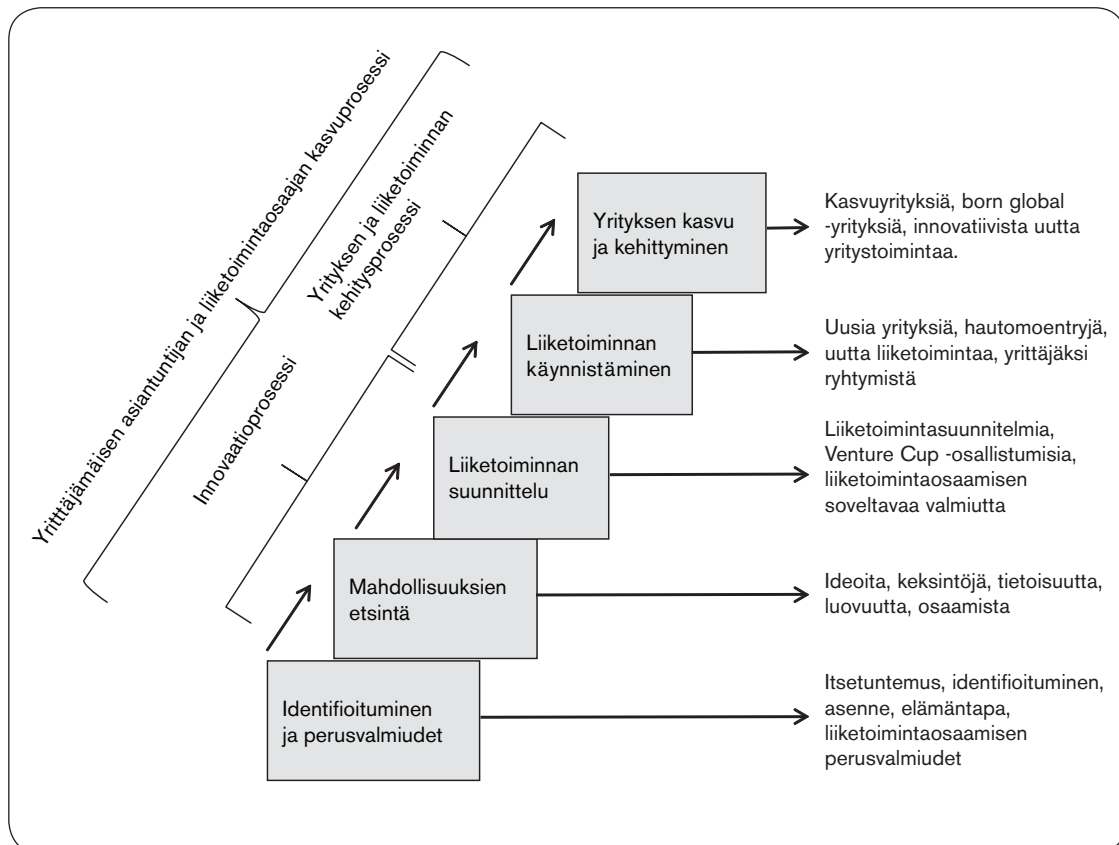 Yrittäjämäisen asiantuntijan ja liiketoimintaosaajan kasvuprosessi
Innovaatioprosessi
Yrityksen ja liiketoiminnan
kehitysprosessi
Yrityksen kasvu
ja kehittyminen
Kasvuyrityksiä, born global
-yrityksiä, innovatiivista uutta
yritystoimintaa.
Liiketoiminnan
käynnistäminen
Uusia yrityksiä, hautomoentryjä,
uutta liiketoimintaa, yrittäjäksi
ryhtymistä
Liiketoiminnan
suunnittelu
Liiketoimintasuunnitelmia,
Venture Cup -osallistumisia,
liiketoimintaosaamisen
soveltavaa valmiutta
Mahdollisuuksien
etsintä
Ideoita, keksintöjä, tietoisuutta,
luovuutta, osaamista
Identifioituminen
ja perusvalmiudet
Itsetuntemus, identifioituminen,
asenne, elämäntapa,
liiketoimintaosaamisen
perusvalmiudet